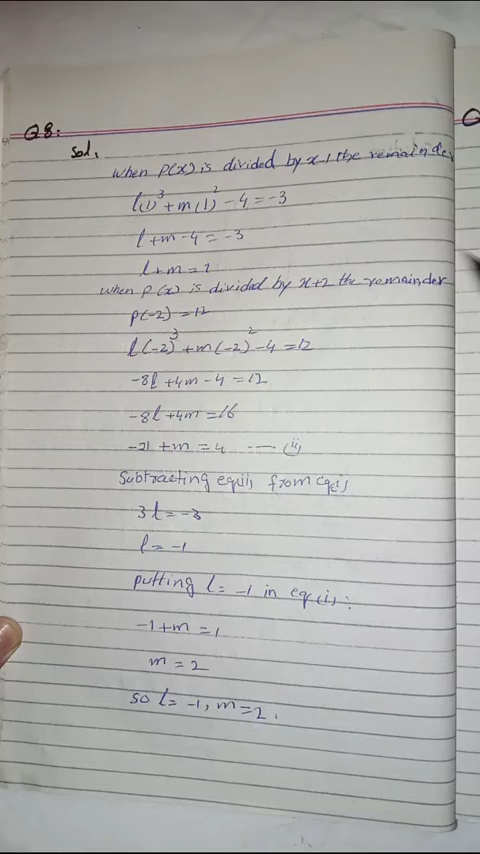 Q8:
Sol,
when P(x) is divided by x-1 the remainder
l(1)³ + m(1)² - 4 = -3
l + m - 4 = -3
l + m = 1
when P(x) is divided by x+2 the remainder
P(-2) = 12
l(-2)³ + m(-2)² - 4 = 12
-8l + 4m - 4 = 12
-8l + 4m = 16
-2l + m = 4 — (ii)
Subtracting eq(ii) from eq(i)
3l = -3
l = -1
putting l = -1 in eq(i):
-1 + m = 1
m = 2
so l = -1, m = 2.